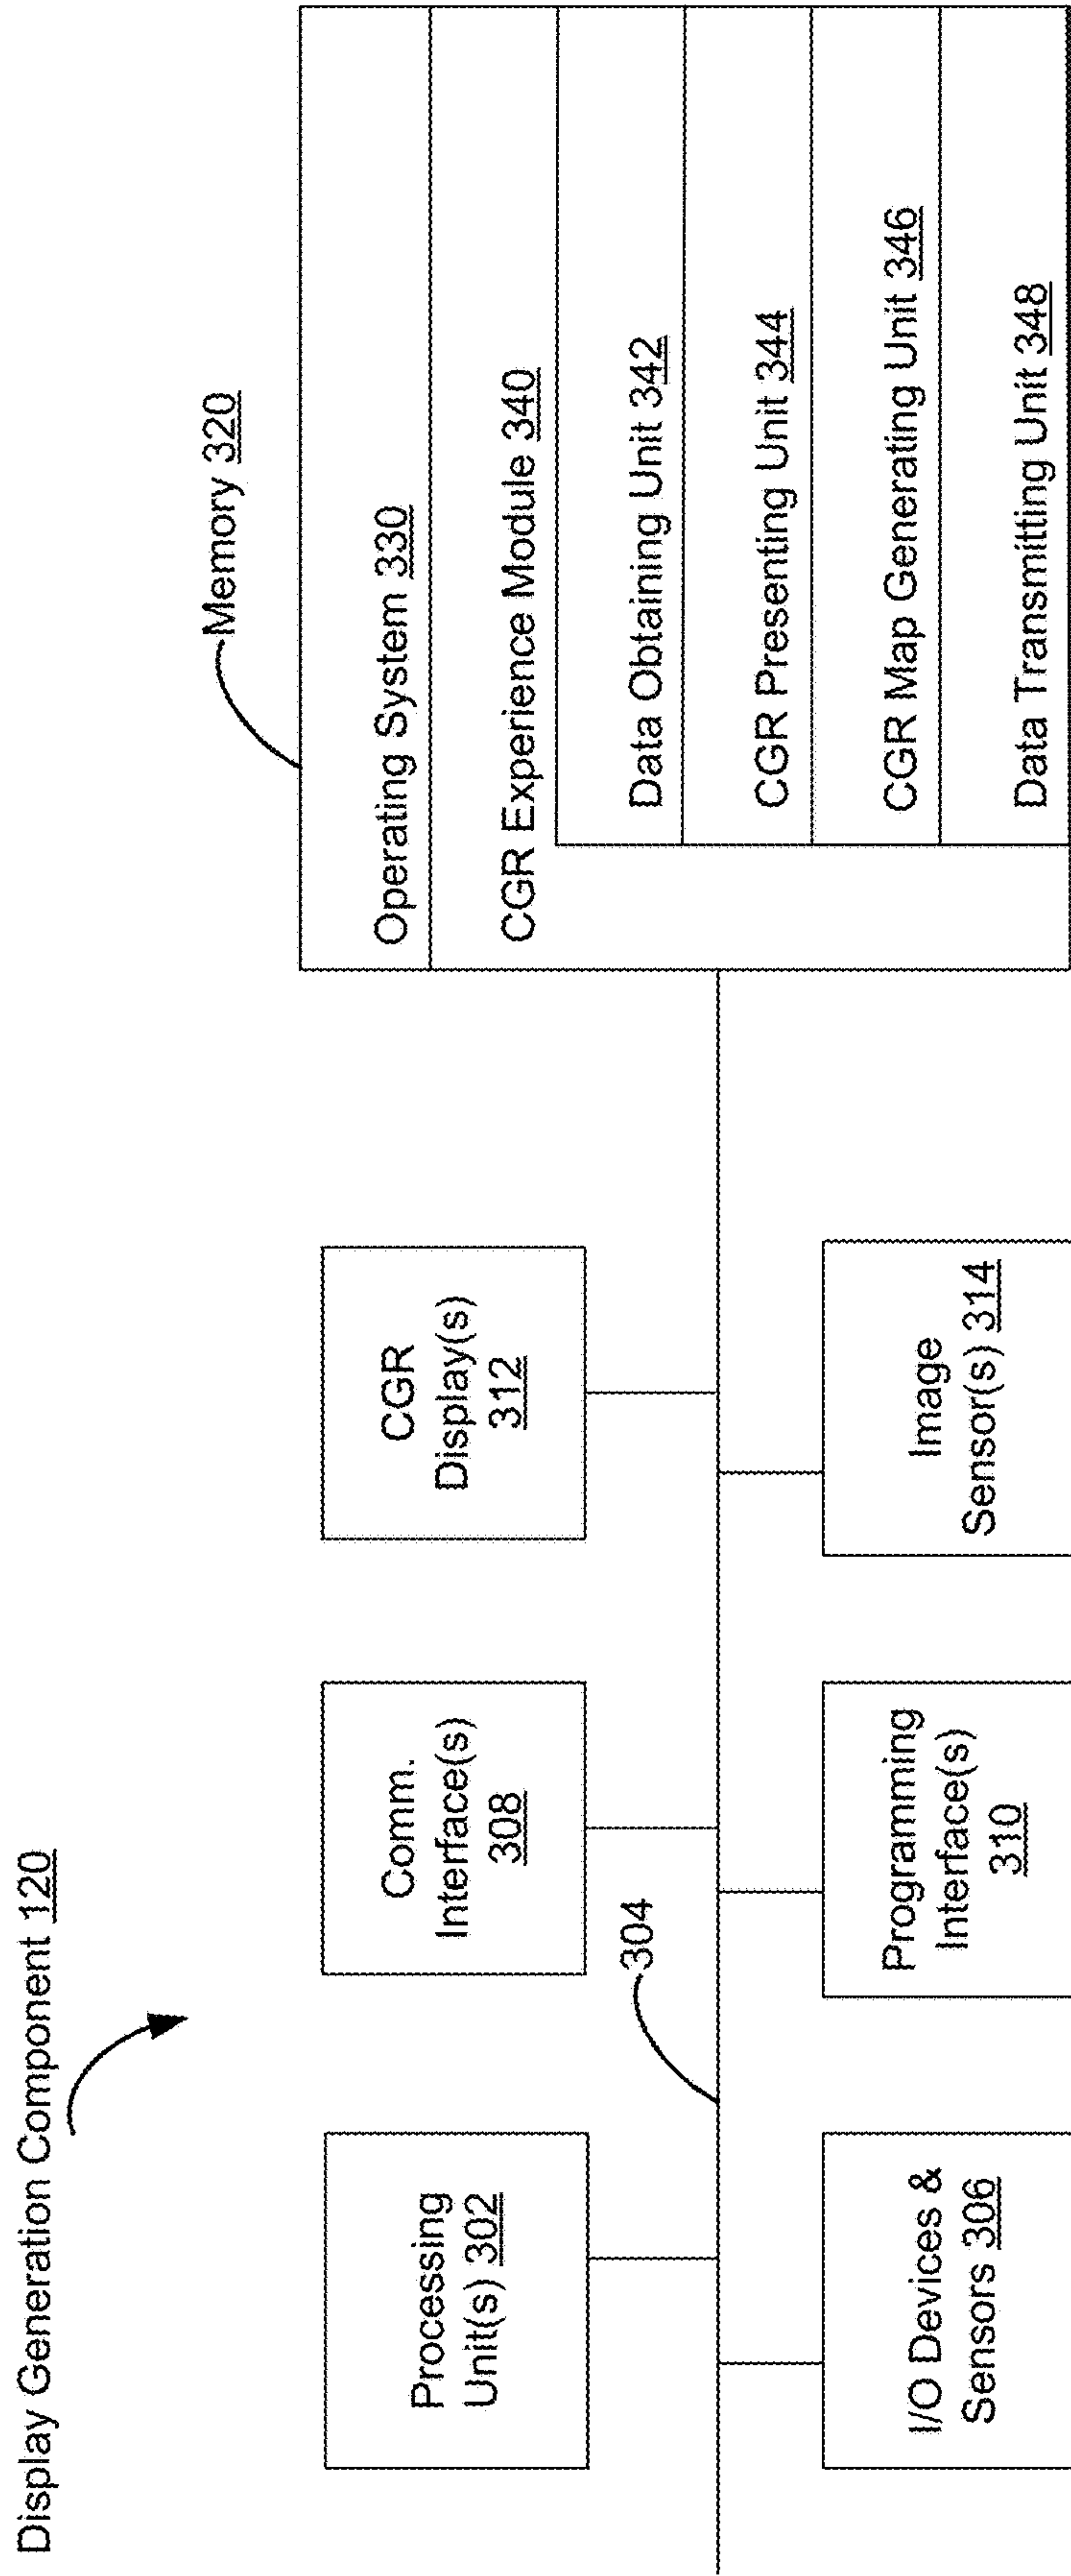 Display Generation Component 120
Processing
Unit(s) 302
Comm.
Interface(s)
308
CGR
Display(s)
312
304
I/O Devices &
Sensors 306
Programming
Interface(s)
310
Image
Sensor(s) 314
Memory 320
Operating System 330
CGR Experience Module 340
Data Obtaining Unit 342
CGR Presenting Unit 344
CGR Map Generating Unit 346
Data Transmitting Unit 348